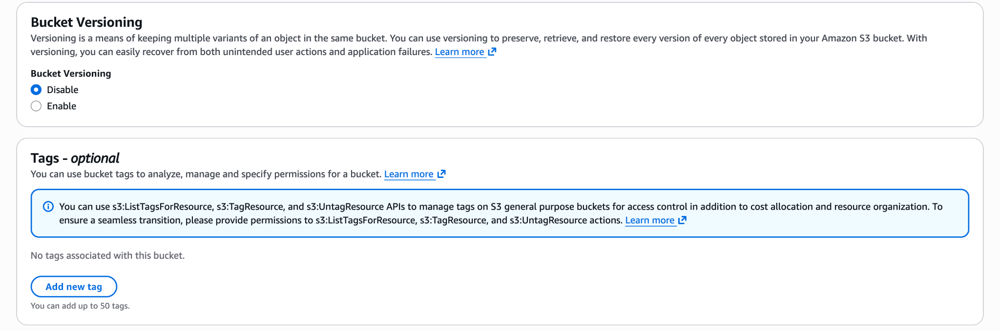 Bucket Versioning
Versioning is a means of keeping multiple variants of an object in the same bucket. You can use versioning to preserve, retrieve, and restore every version of every object stored in your Amazon S3 bucket. With
versioning, you can easily recover from both unintended user actions and application failures. Learn more
Bucket Versioning
Disable
Enable
Tags - optional
You can use bucket tags to analyze, manage and specify permissions for a bucket. Learn more
You can use s3:ListTagsForResource, s3:TagResource, and s3:UntagResource APIs to manage tags on S3 general purpose buckets for access control in addition to cost allocation and resource organization. To
ensure a seamless transition, please provide permissions to s3:ListTagsForResource, s3:TagResource, and s3:UntagResource actions. Learn more
No tags associated with this bucket.
Add new tag
You can add up to 50 tags.